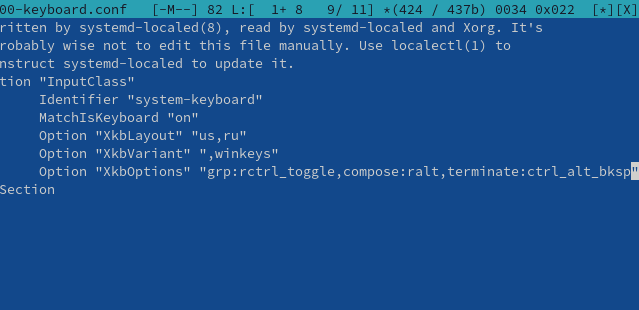 00-keyboard.conf   [-M--] 82 L:[  1+ 8   9/ 11] *(424 / 437b) 0034 0x022  [*][X]
ritten by systemd-localed(8), read by systemd-localed and Xorg. It's
robably wise not to edit this file manually. Use localectl(1) to
nstruct systemd-localed to update it.
tion "InputClass"
     Identifier "system-keyboard"
     MatchIsKeyboard "on"
     Option "XkbLayout" "us,ru"
     Option "XkbVariant" ",winkeys"
     Option "XkbOptions" "grp:rctrl_toggle,compose:ralt,terminate:ctrl_alt_bksp"
Section